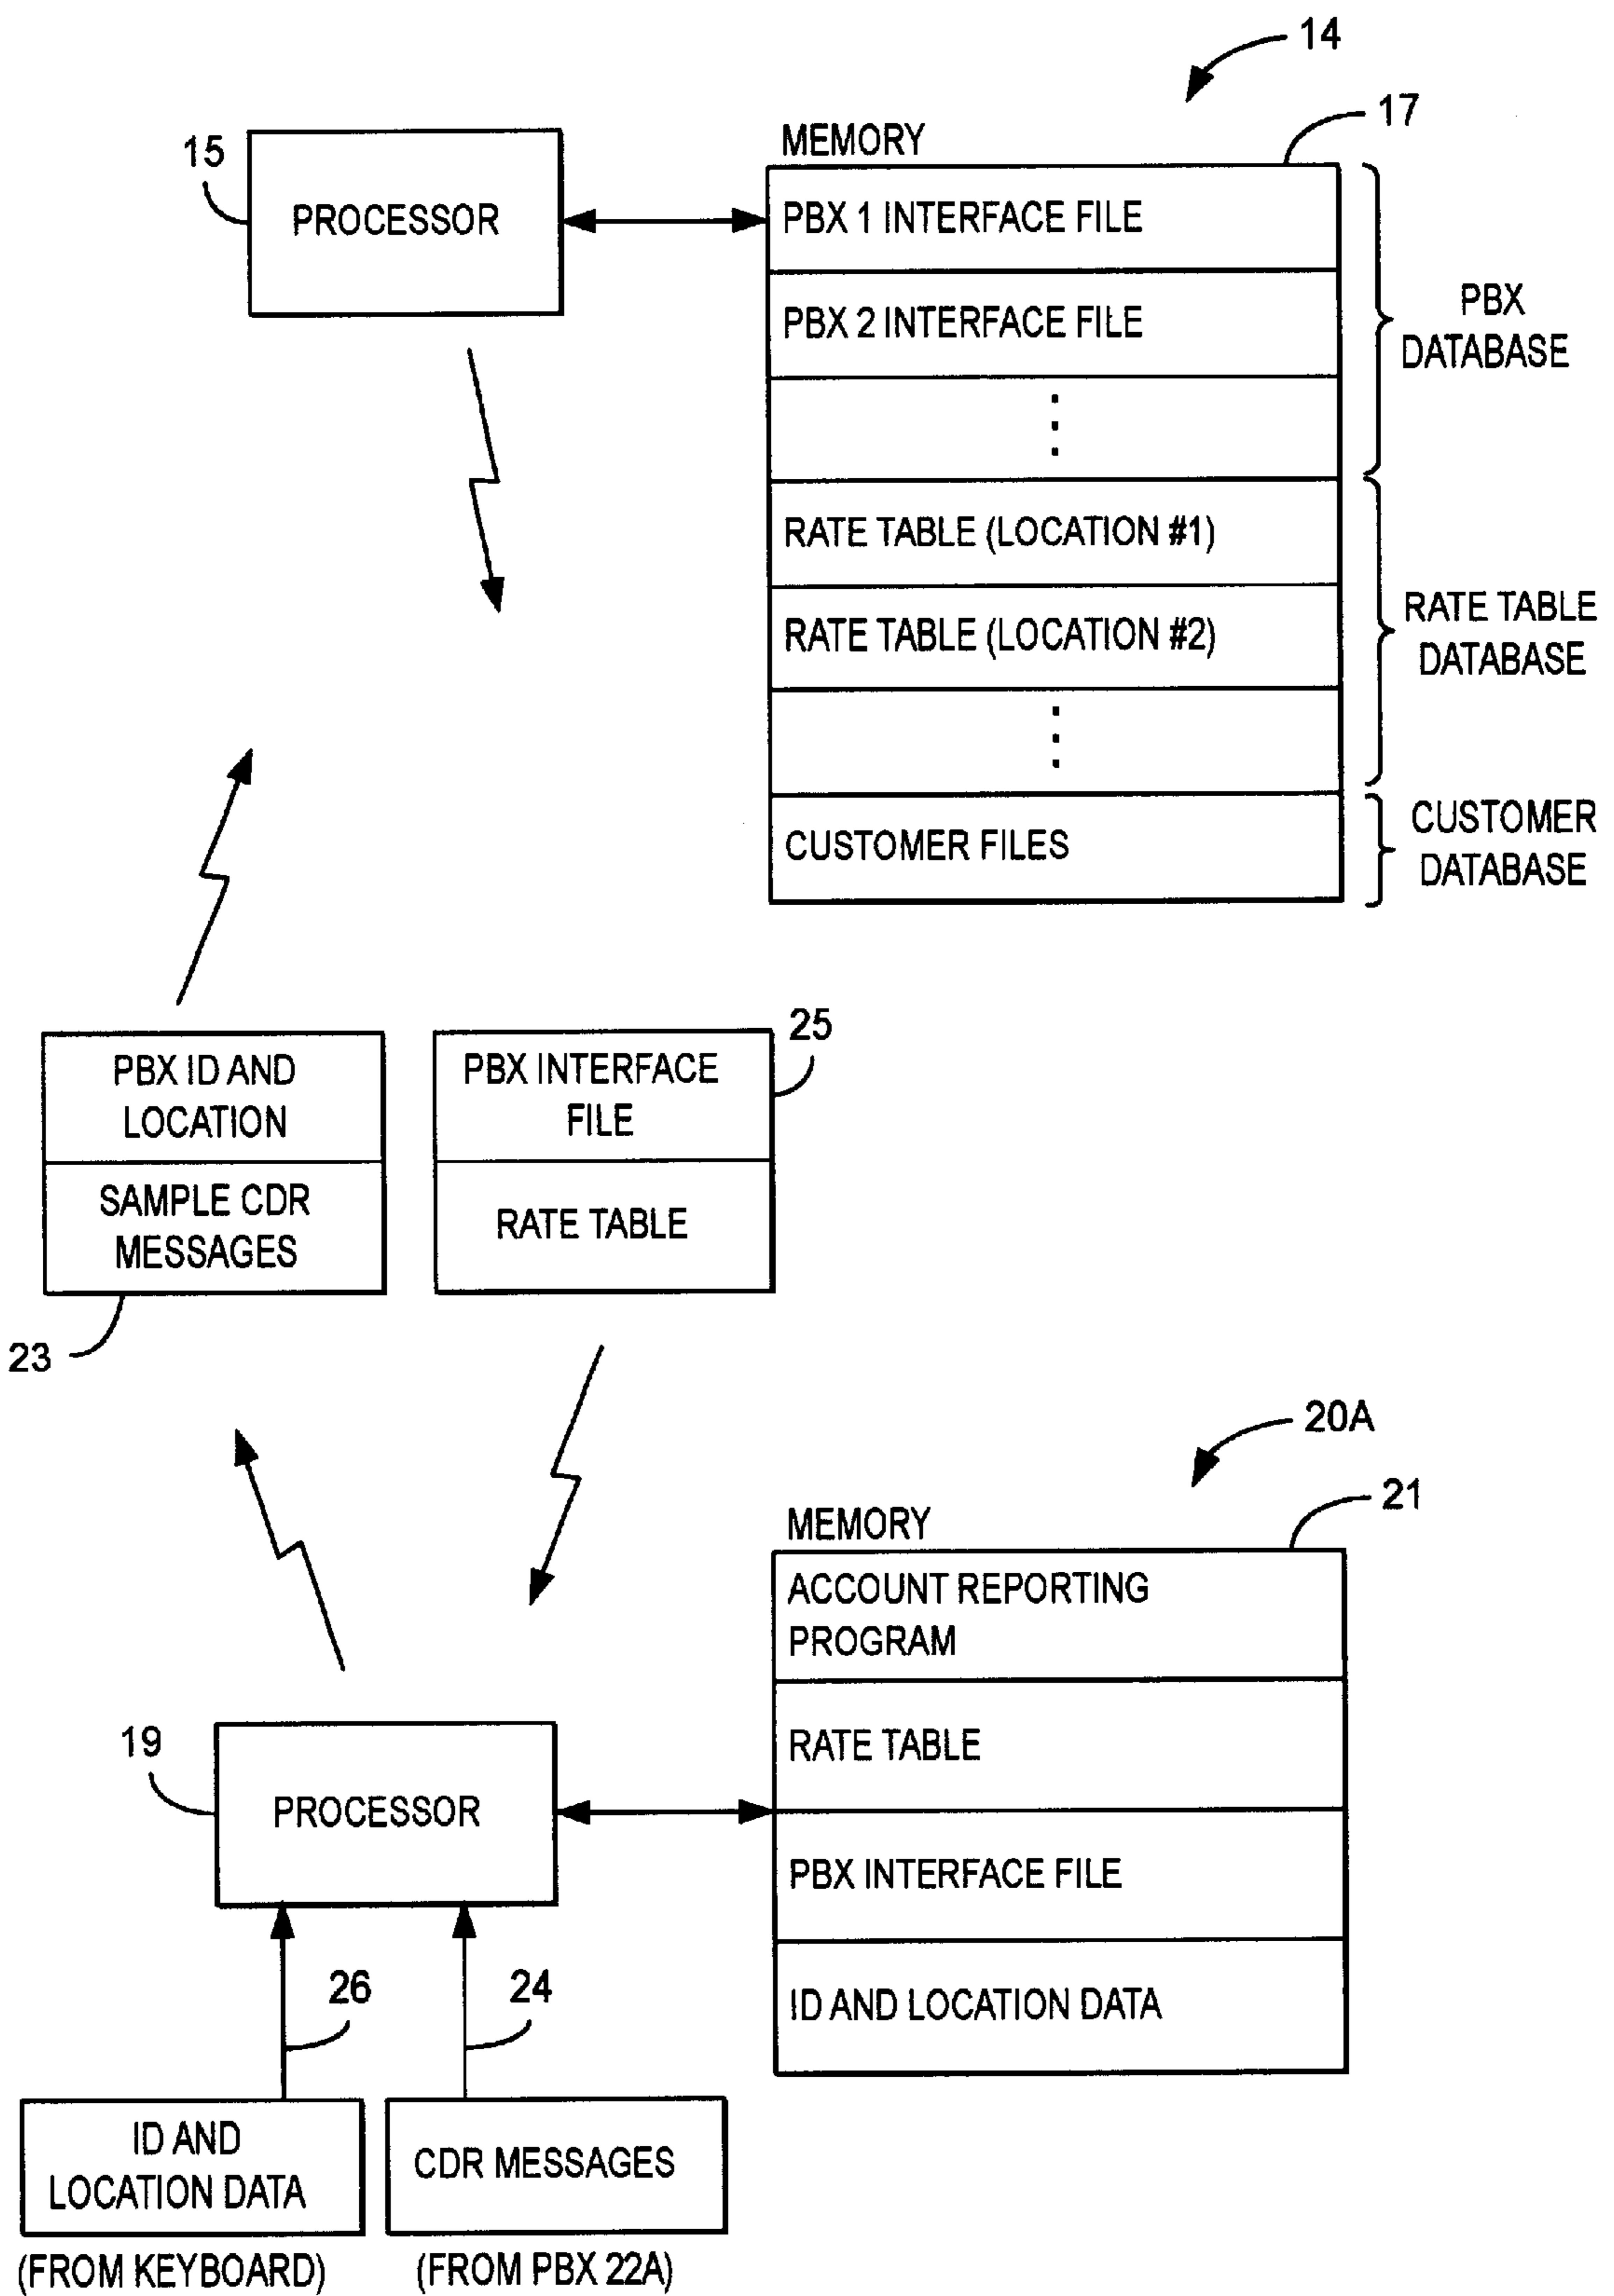 14
17
15
MEMORY
PROCESSOR
PBX 1 INTERFACE FILE
PBX 2 INTERFACE FILE
PBX
DATABASE
RATE TABLE (LOCATION #1)
RATE TABLE (LOCATION #2)
RATE TABLE
DATABASE
CUSTOMER FILES
CUSTOMER
DATABASE
PBX ID AND
LOCATION
SAMPLE CDR
MESSAGES
23
25
PBX INTERFACE
FILE
RATE TABLE
20A
21
MEMORY
ACCOUNT REPORTING
PROGRAM
RATE TABLE
PBX INTERFACE FILE
ID AND LOCATION DATA
19
PROCESSOR
26
24
ID AND
LOCATION DATA
(FROM KEYBOARD)
CDR MESSAGES
(FROM PBX 22A)